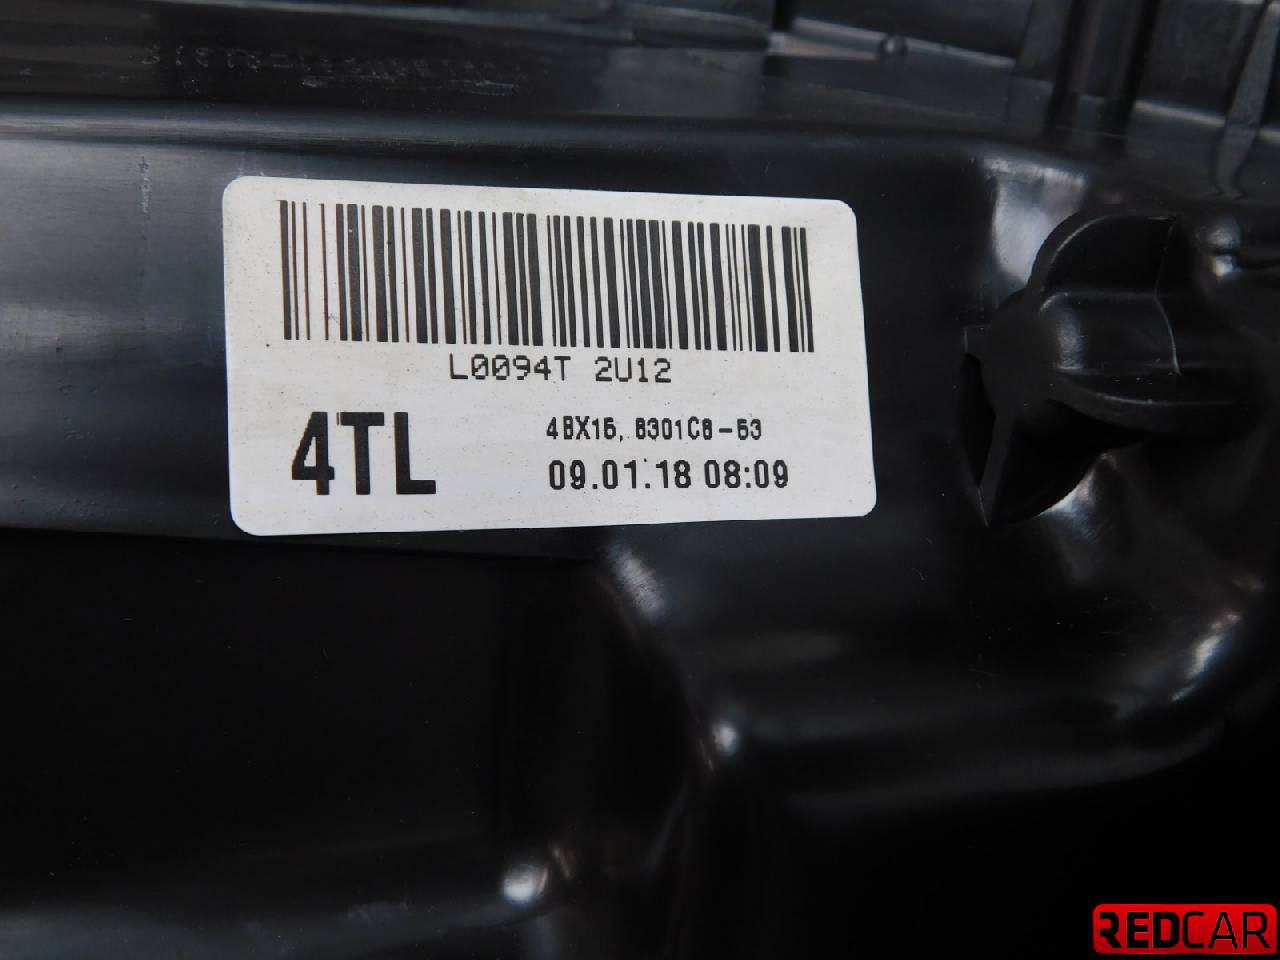 L0094T 2U12
4TL
4BX15, 8301C8-53
09.01.18 08:09
REDCAR